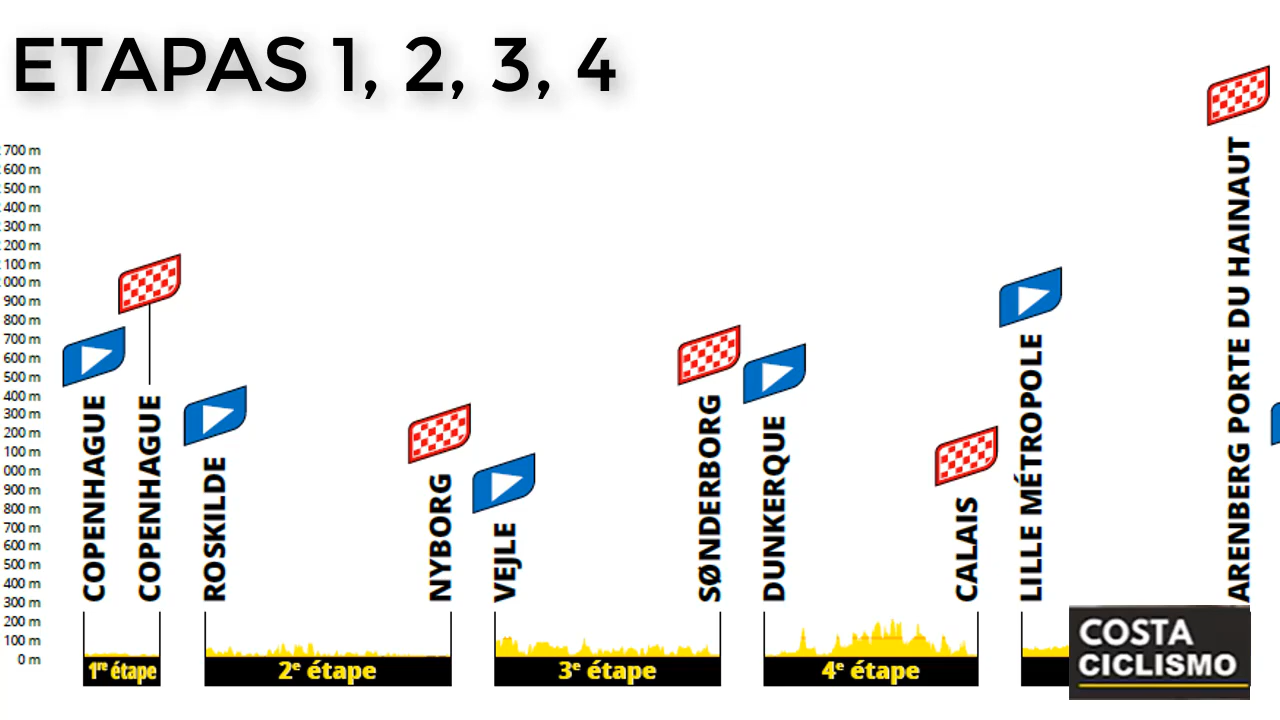 ETAPAS 1, 2, 3, 4
700 m
600 m
500 m
400 m
300 m
200 m
100 m
000 m
900 m
800 m
700 m
600 m
500 m
400 m
300 m
200 m
100 m
000 m
900 m
800 m
700 m
600 m
500 m
400 m
300 m
200 m
100 m
0 m
COPENHAGUE
COPENHAGUE
ROSKILDE
NYBORG
VEJLE
SØNDERBORG
DUNKERQUE
CALAIS
LILLE MÉTROPOLE
ARENBERG PORTE DU HAINAUT
1re étape
2e étape
3e étape
4e étape
COSTA
CICLISMO